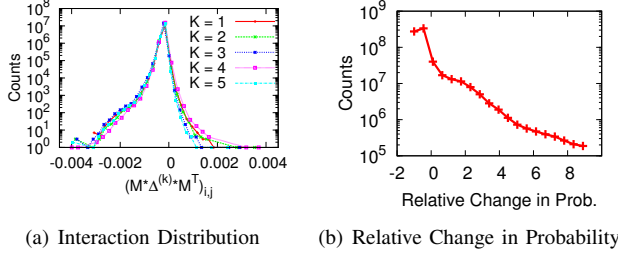 10^8
10^7
10^6
10^5
10^4
10^3
10^2
10^1
10^0
Counts
K = 1
K = 2
K = 3
K = 4
K = 5
-0.004 -0.002 0 0.002 0.004
(M*Δ^(k)*M^T)_i,j
(a) Interaction Distribution
10^9
10^8
10^7
10^6
10^5
Counts
-2 0 2 4 6 8
Relative Change in Prob.
(b) Relative Change in Probability